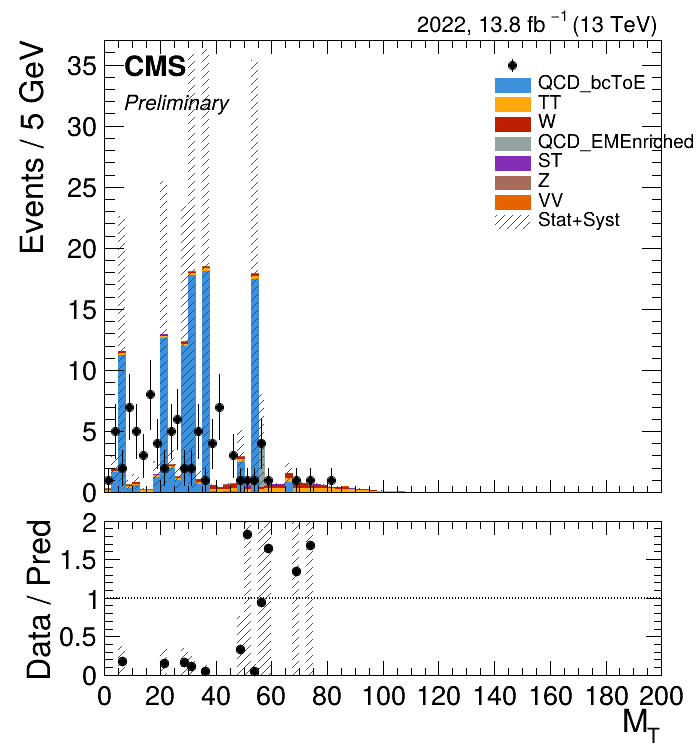 2022, 13.8 fb⁻¹ (13 TeV)
Events / 5 GeV
35
30
25
20
15
10
5
0
CMS
Preliminary
QCD_bcToE
TT
W
QCD_EMEnriched
ST
Z
VV
Stat+Syst
Data / Pred
2
1.5
1
0.5
0
0 20 40 60 80 100 120 140 160 180 200
M_T